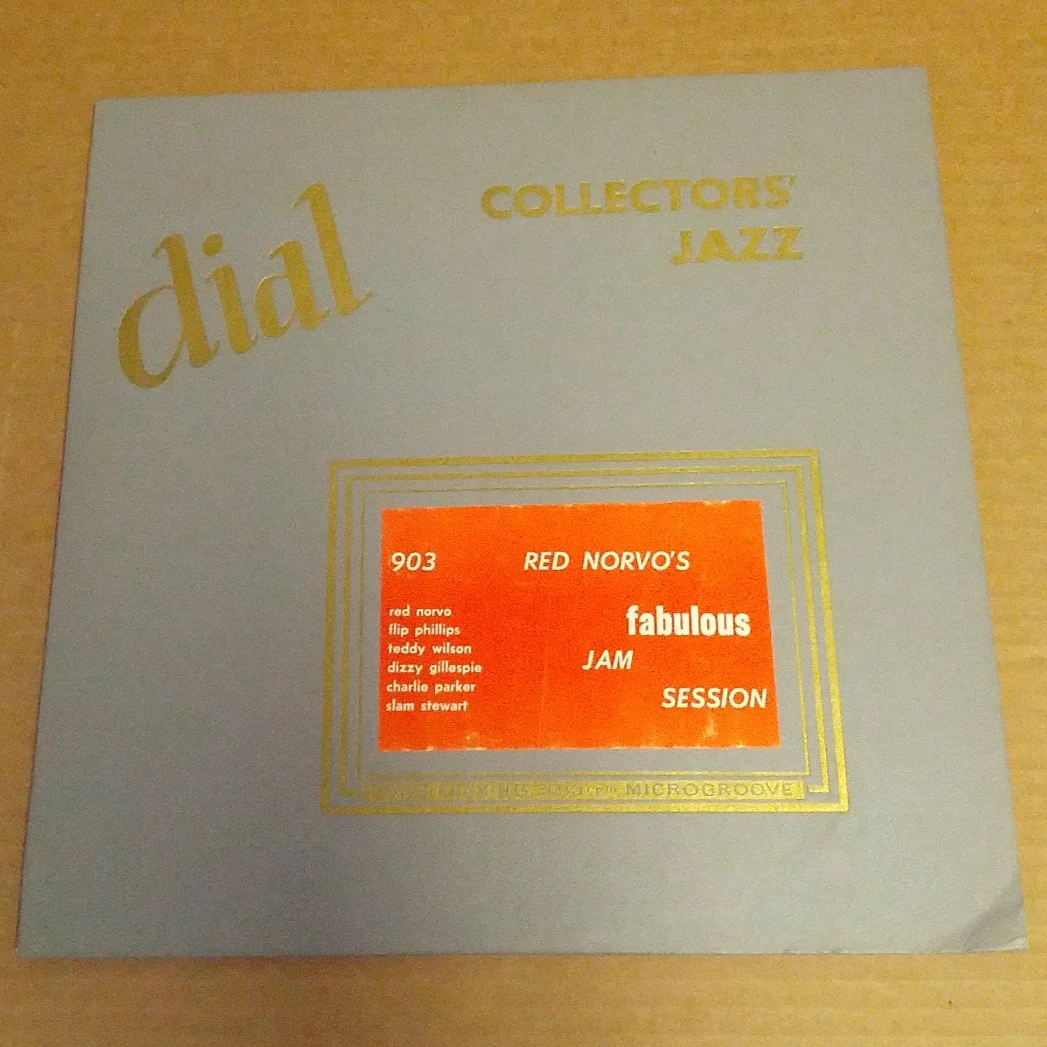 dial
COLLECTORS'
JAZZ
903
RED NORVO'S
fabulous
JAM
SESSION
red norvo
flip phillips
teddy wilson
dizzy gillespie
charlie parker
slam stewart
MICROGROOVE